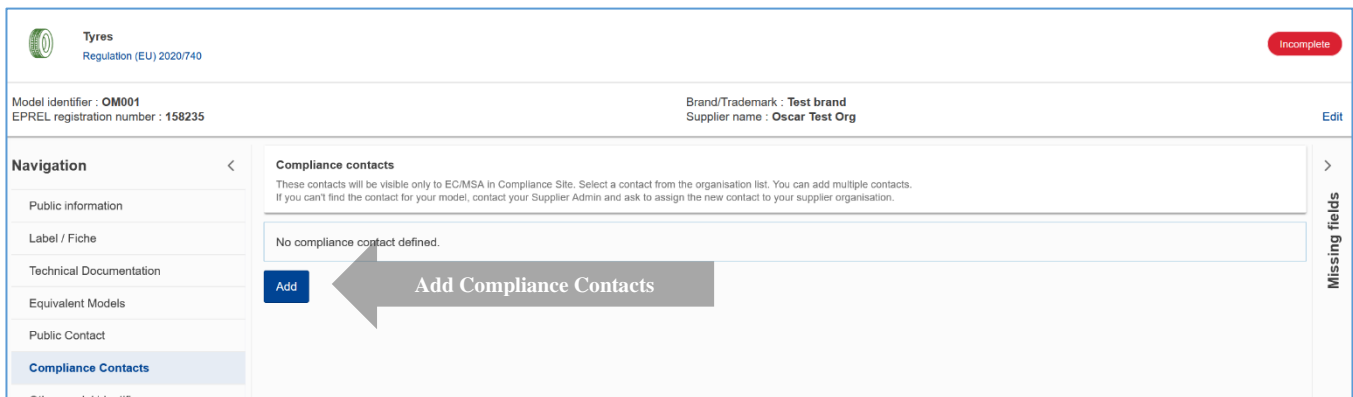 Tyres
Regulation (EU) 2020/740
Incomplete
Model identifier : OM001
EPREL registration number : 158235
Brand/Trademark : Test brand
Supplier name : Oscar Test Org
Edit
Navigation
Public information
Label / Fiche
Technical Documentation
Equivalent Models
Public Contact
Compliance Contacts
Compliance contacts
These contacts will be visible only to EC/MSA in Compliance Site. Select a contact from the organisation list. You can add multiple contacts.
If you can't find the contact for your model, contact your Supplier Admin and ask to assign the new contact to your supplier organisation.
No compliance contact defined.
Add
Add Compliance Contacts
Missing fields